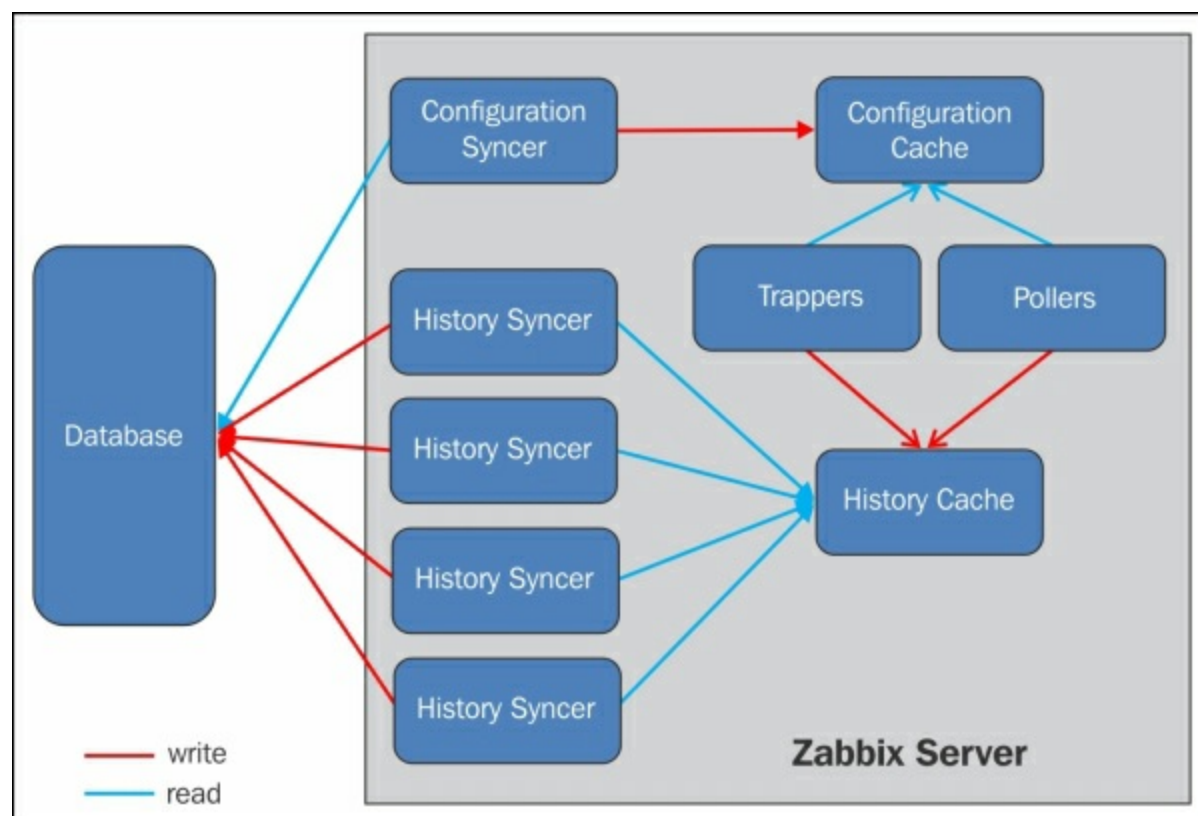 Configuration
Syncer
Configuration
Cache
Trappers
Pollers
History Syncer
Database
History Syncer
History Cache
History Syncer
History Syncer
Zabbix Server
write
read